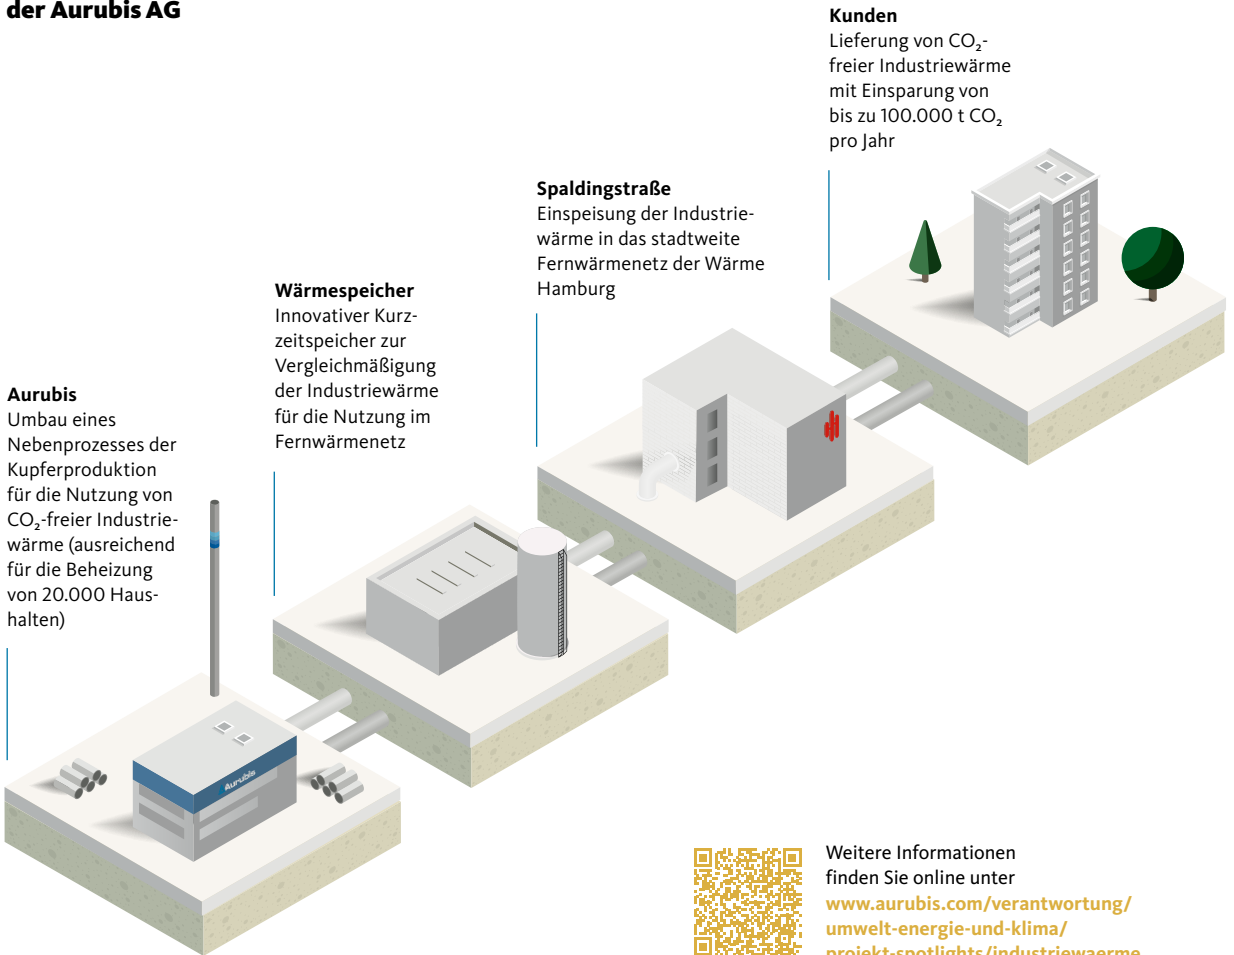 der Aurubis AG
Kunden
Lieferung von CO₂-
freier Industriewärme
mit Einsparung von
bis zu 100.000 t CO₂
pro Jahr
Spaldingstraße
Einspeisung der Industrie-
wärme in das stadtweite
Fernwärmenetz der Wärme
Hamburg
Wärmespeicher
Innovativer Kurz-
zeitspeicher zur
Vergleichmäßigung
der Industriewärme
für die Nutzung im
Fernwärmenetz
Aurubis
Umbau eines
Nebenprozesses der
Kupferproduktion
für die Nutzung von
CO₂-freier Industrie-
wärme (ausreichend
für die Beheizung
von 20.000 Haus-
halten)
Aurubis
Weitere Informationen
finden Sie online unter
www.aurubis.com/verantwortung/
umwelt-energie-und-klima/
projekt-spotlights/industriewaerme